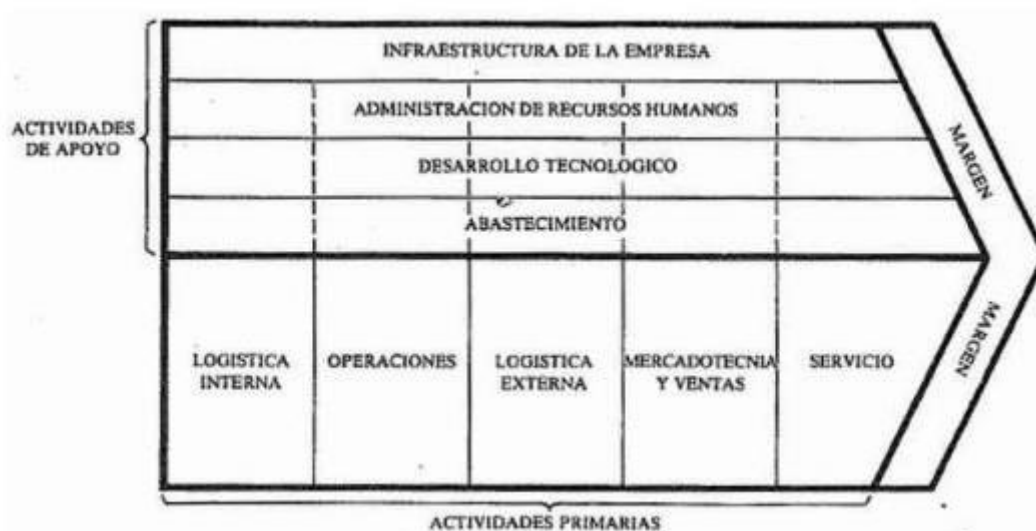 INFRAESTRUCTURA DE LA EMPRESA
ADMINISTRACION DE RECURSOS HUMANOS
DESARROLLO TECNOLOGICO
ABASTECIMIENTO
ACTIVIDADES
DE APOYO
MARGEN
LOGISTICA
INTERNA
OPERACIONES
LOGISTICA
EXTERNA
MERCADOTECNIA
Y VENTAS
SERVICIO
MARGEN
ACTIVIDADES PRIMARIAS